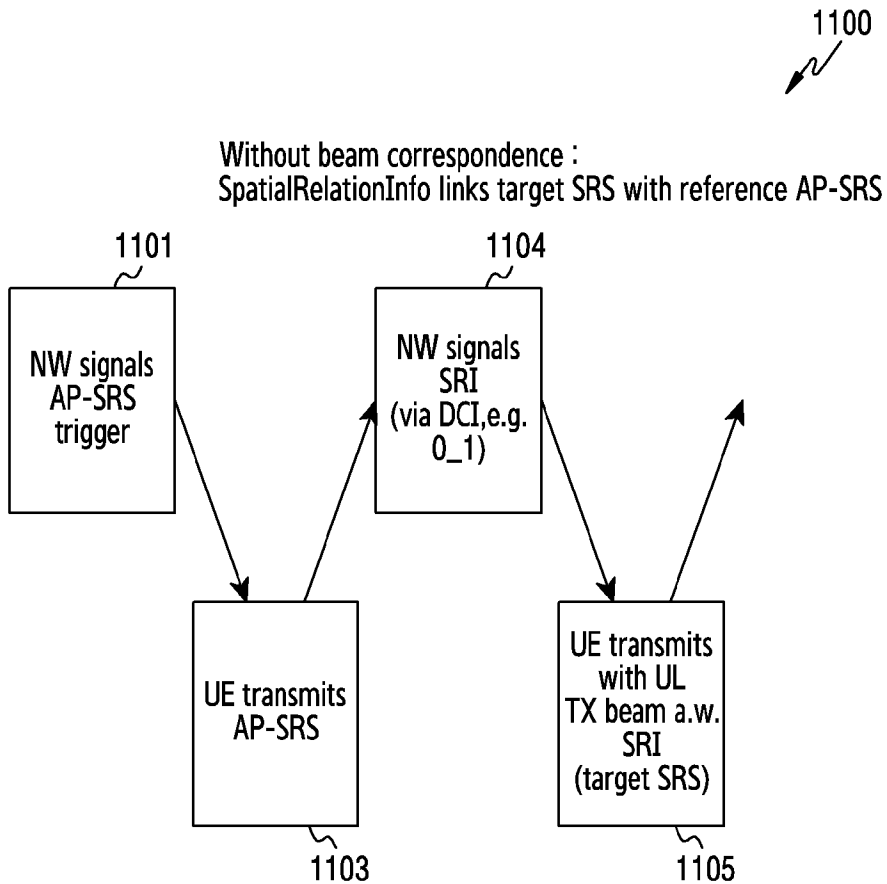 1100
Without beam correspondence :
SpatialRelationInfo links target SRS with reference AP-SRS
1101
NW signals
AP-SRS
trigger
1104
NW signals
SRI
(via DCI,e.g.
0_1)
UE transmits
AP-SRS
1103
UE transmits
with UL
TX beam a.w.
SRI
(target SRS)
1105